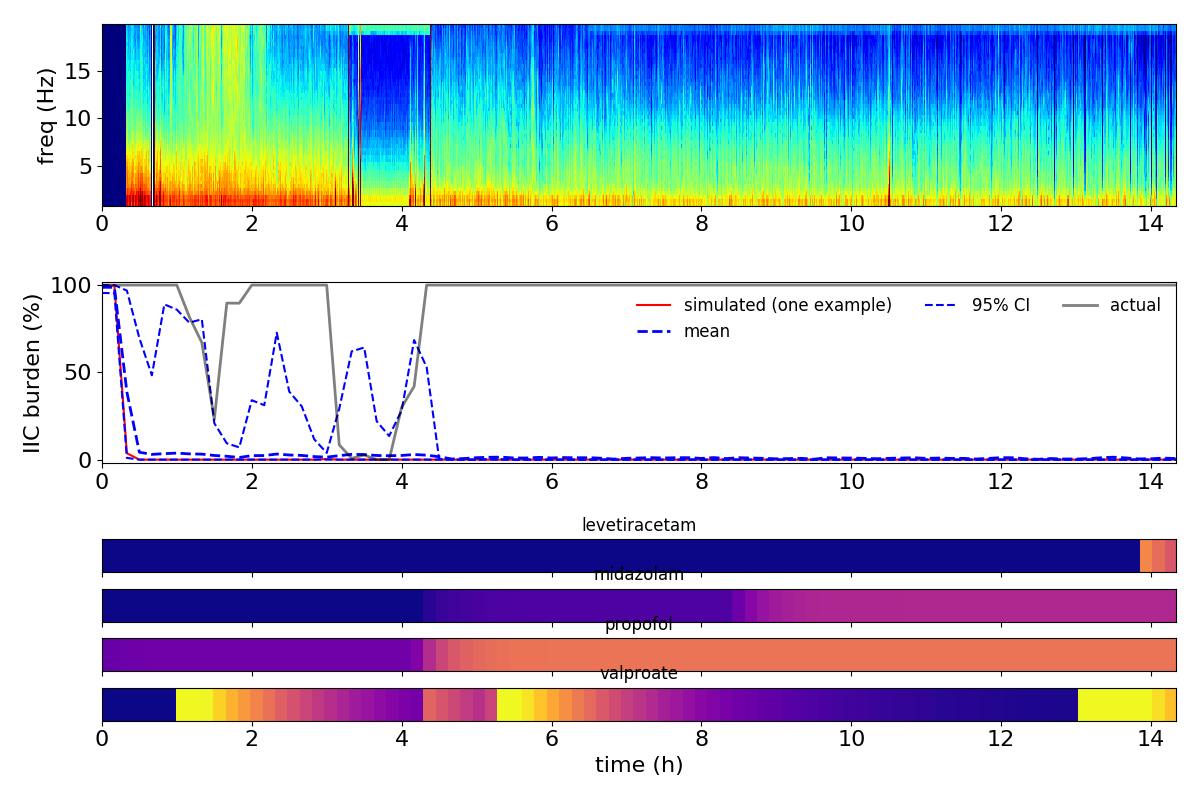 freq (Hz)
15
10
5
0 2 4 6 8 10 12 14
IIC burden (%)
100
50
0
simulated (one example)
mean
95% CI
actual
0 2 4 6 8 10 12 14
levetiracetam
midazolam
propofol
valproate
0 2 4 6 8 10 12 14
time (h)